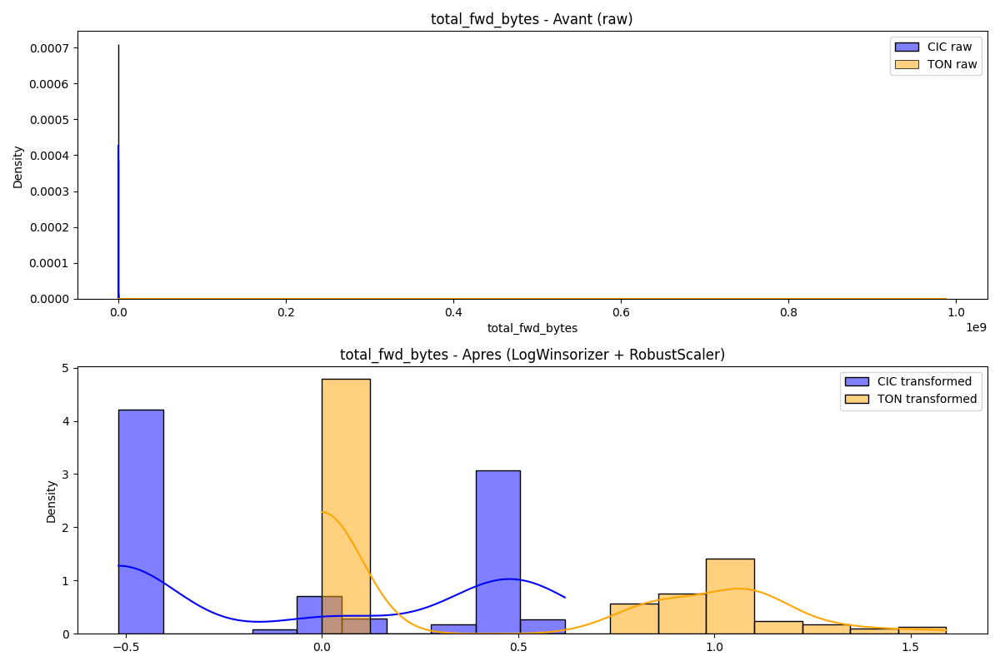 total_fwd_bytes - Avant (raw)
CIC raw
TON raw
Density
0.0007
0.0006
0.0005
0.0004
0.0003
0.0002
0.0001
0.0000
0.0 0.2 0.4 0.6 0.8 1.0
1e9
total_fwd_bytes
total_fwd_bytes - Apres (LogWinsorizer + RobustScaler)
CIC transformed
TON transformed
Density
5
4
3
2
1
0
−0.5 0.0 0.5 1.0 1.5